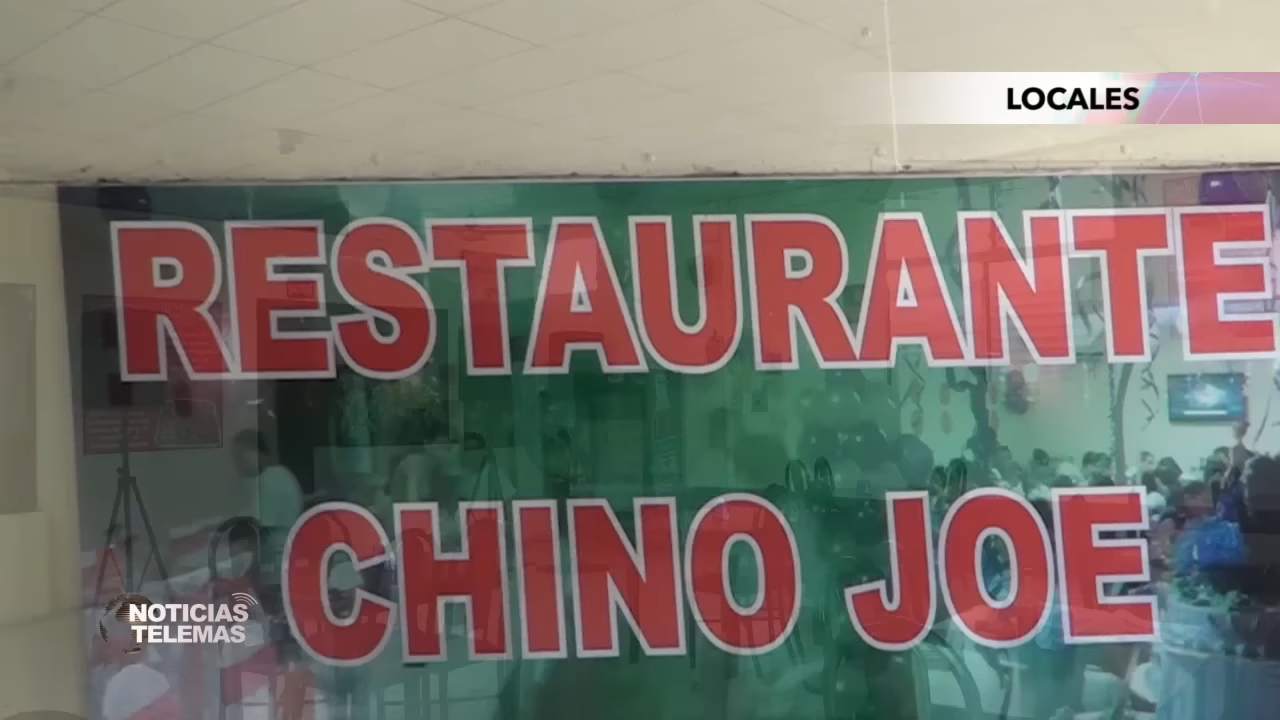 LOCALES
RESTAURANTE
CHINO JOE
NOTICIAS
TELEMAS